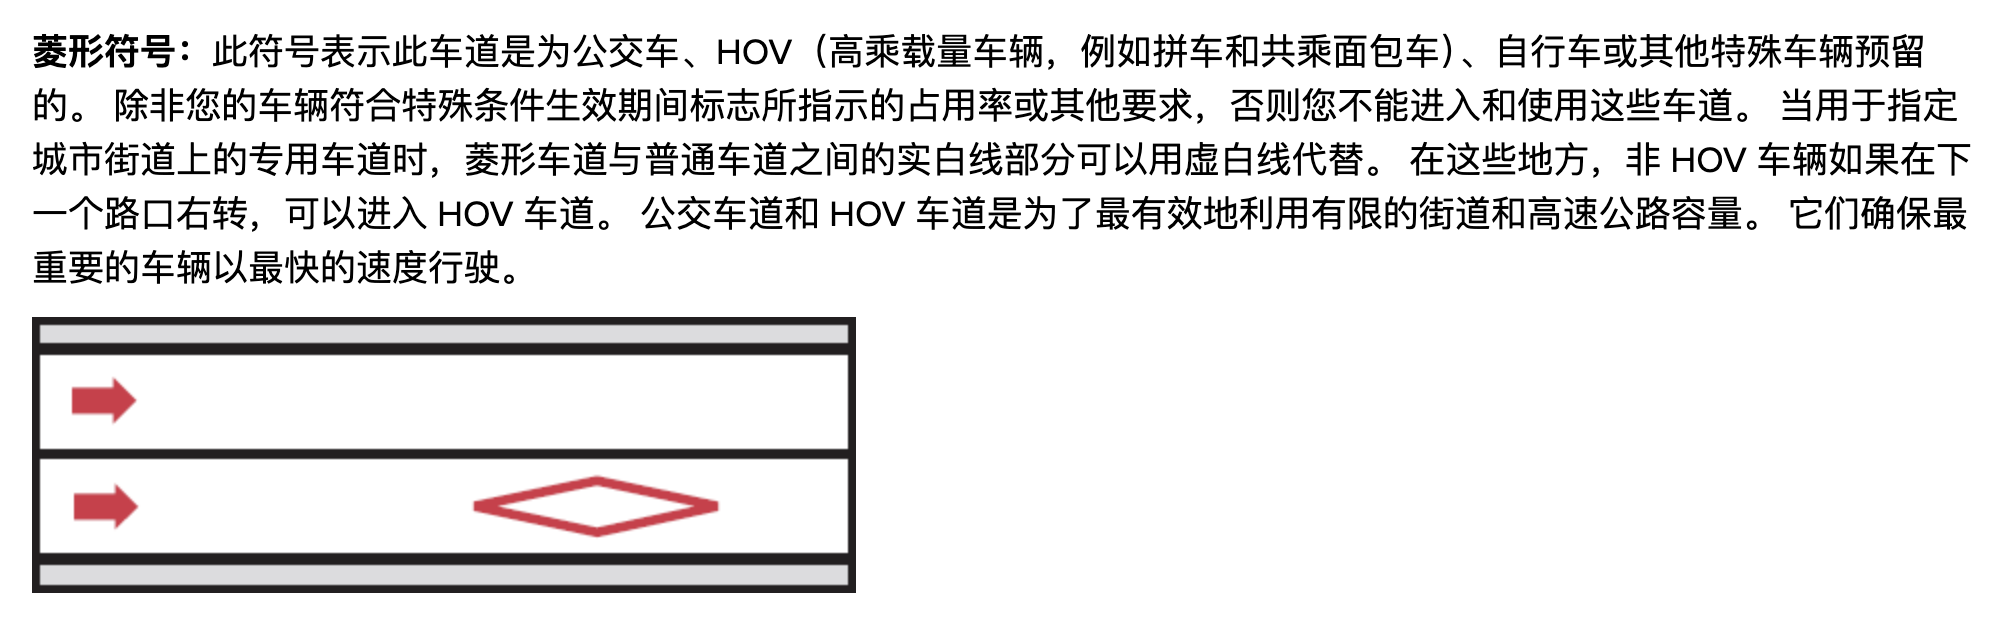 菱形符号：此符号表示此车道是为公交车、HOV（高乘载量车辆，例如拼车和共乘面包车）、自行车或其他特殊车辆预留
的。 除非您的车辆符合特殊条件生效期间标志所指示的占用率或其他要求，否则您不能进入和使用这些车道。 当用于指定
城市街道上的专用车道时，菱形车道与普通车道之间的实白线部分可以用虚白线代替。 在这些地方，非 HOV 车辆如果在下
一个路口右转，可以进入 HOV 车道。 公交车道和 HOV 车道是为了最有效地利用有限的街道和高速公路容量。 它们确保最
重要的车辆以最快的速度行驶。